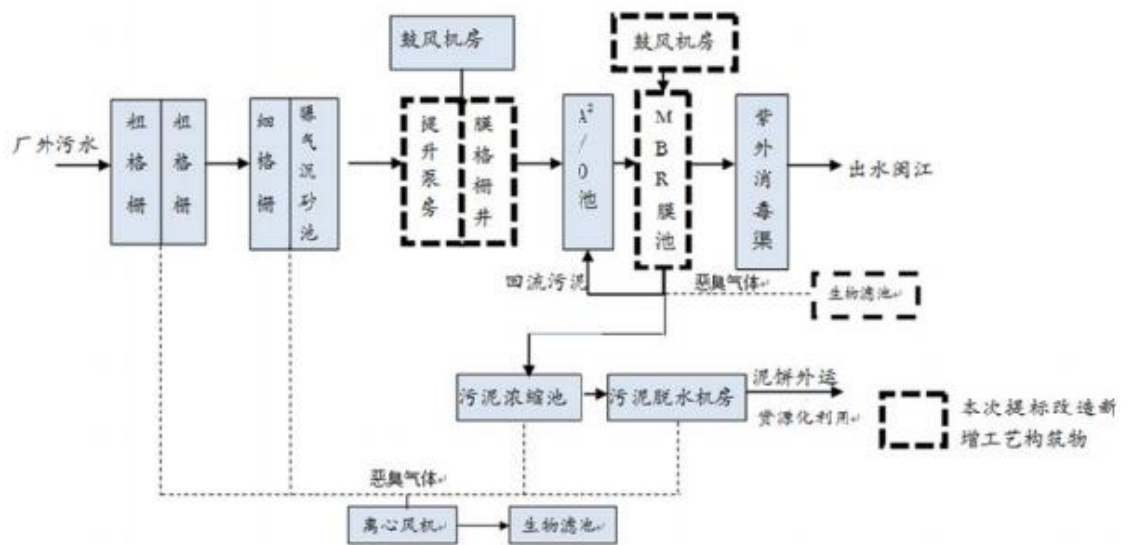 鼓风机房
鼓风机房
厂外污水
粗格栅
粗格栅
细格栅
曝气沉砂池
提升泵房
膜格栅井
A²/O池
MBR膜池
紫外消毒渠
出水闽江
回流污泥
恶臭气体
生物滤池
污泥浓缩池
污泥脱水机房
泥饼外运
资源化利用
本次提标改造新
增工艺构筑物
恶臭气体
离心风机
生物滤池